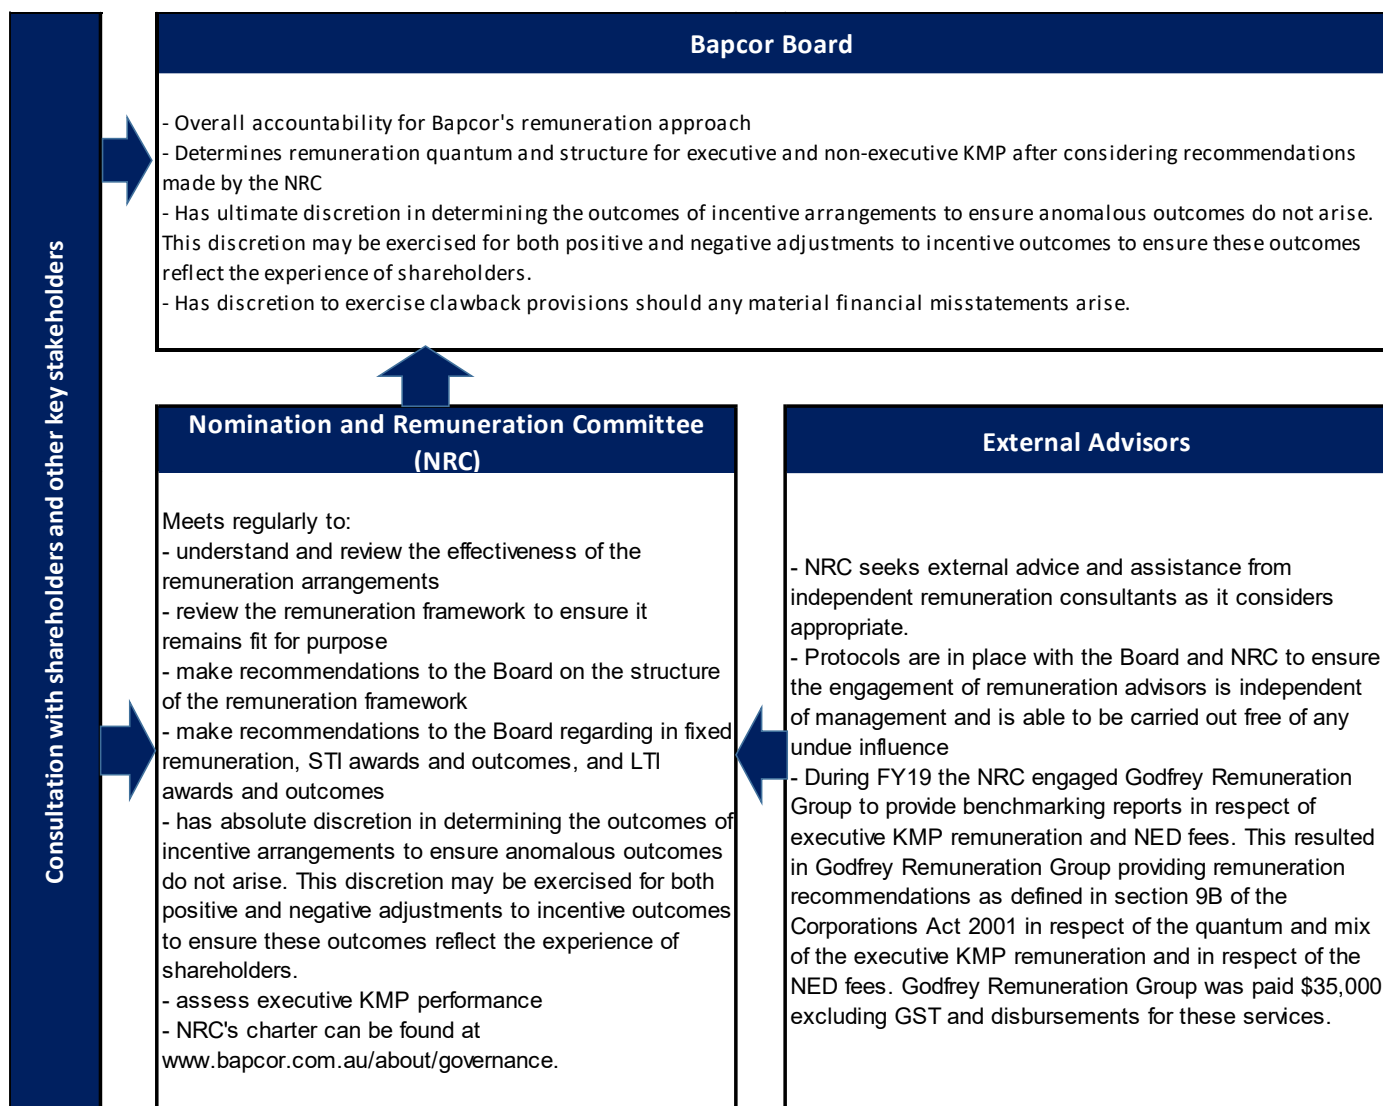 Consultation with shareholders and other key stakeholders
Bapcor Board
- Overall accountability for Bapcor's remuneration approach
- Determines remuneration quantum and structure for executive and non-executive KMP after considering recommendations
made by the NRC
- Has ultimate discretion in determining the outcomes of incentive arrangements to ensure anomalous outcomes do not arise.
This discretion may be exercised for both positive and negative adjustments to incentive outcomes to ensure these outcomes
reflect the experience of shareholders.
- Has discretion to exercise clawback provisions should any material financial misstatements arise.
Nomination and Remuneration Committee
(NRC)
Meets regularly to:
- understand and review the effectiveness of the
remuneration arrangements
- review the remuneration framework to ensure it
remains fit for purpose
- make recommendations to the Board on the structure
of the remuneration framework
- make recommendations to the Board regarding in fixed
remuneration, STI awards and outcomes, and LTI
awards and outcomes
- has absolute discretion in determining the outcomes of
incentive arrangements to ensure anomalous outcomes
do not arise. This discretion may be exercised for both
positive and negative adjustments to incentive outcomes
to ensure these outcomes reflect the experience of
shareholders.
- assess executive KMP performance
- NRC's charter can be found at
www.bapcor.com.au/about/governance.
External Advisors
- NRC seeks external advice and assistance from
independent remuneration consultants as it considers
appropriate.
- Protocols are in place with the Board and NRC to ensure
the engagement of remuneration advisors is independent
of management and is able to be carried out free of any
undue influence
- During FY19 the NRC engaged Godfrey Remuneration
Group to provide benchmarking reports in respect of
executive KMP remuneration and NED fees. This resulted
in Godfrey Remuneration Group providing remuneration
recommendations as defined in section 9B of the
Corporations Act 2001 in respect of the quantum and mix
of the executive KMP remuneration and in respect of the
NED fees. Godfrey Remuneration Group was paid $35,000
excluding GST and disbursements for these services.